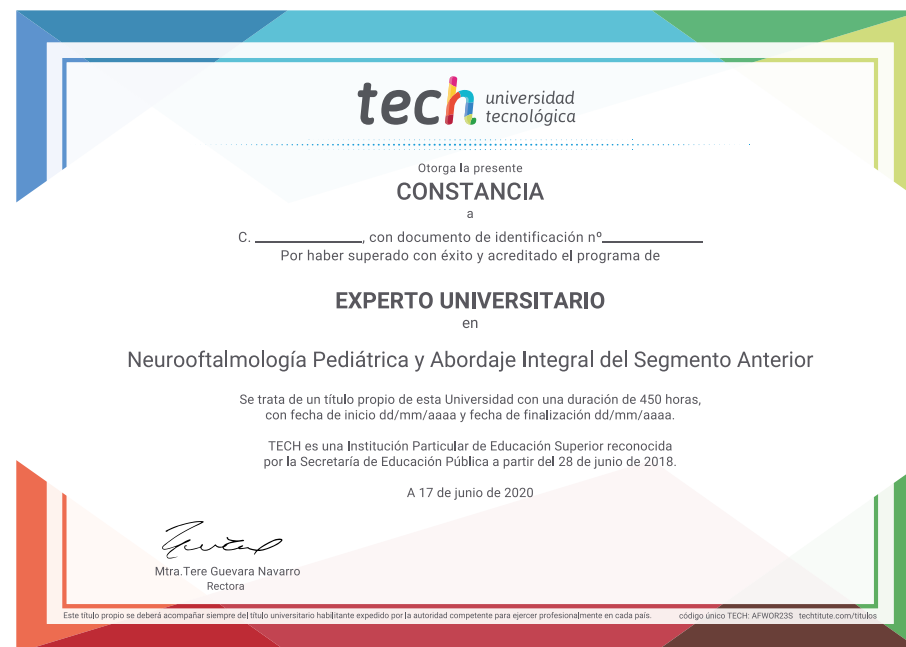 tech universidad
tecnológica
Otorga la presente
CONSTANCIA
a
C. ____________, con documento de identificación nº____________
Por haber superado con éxito y acreditado el programa de
EXPERTO UNIVERSITARIO
en
Neurooftalmología Pediátrica y Abordaje Integral del Segmento Anterior
Se trata de un título propio de esta Universidad con una duración de 450 horas,
con fecha de inicio dd/mm/aaaa y fecha de finalización dd/mm/aaaa.
TECH es una Institución Particular de Educación Superior reconocida
por la Secretaría de Educación Pública a partir del 28 de junio de 2018.
A 17 de junio de 2020
Mtra.Tere Guevara Navarro
Rectora
Este título propio se deberá acompañar siempre del título universitario habilitante expedido por la autoridad competente para ejercer profesionalmente en cada país. código único TECH: AFWOR23S techtitute.com/titulos